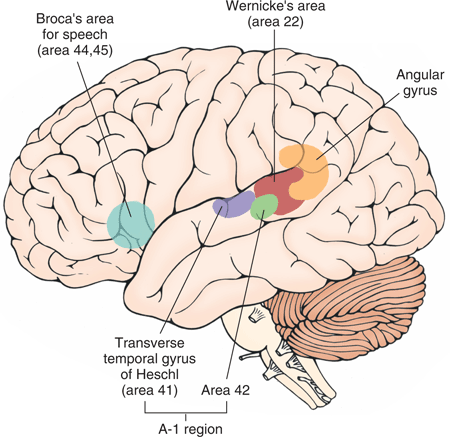 Broca's area
for speech
(area 44,45)
Wernicke's area
(area 22)
Angular
gyrus
Transverse
temporal gyrus
of Heschl
(area 41)
Area 42
A-1 region